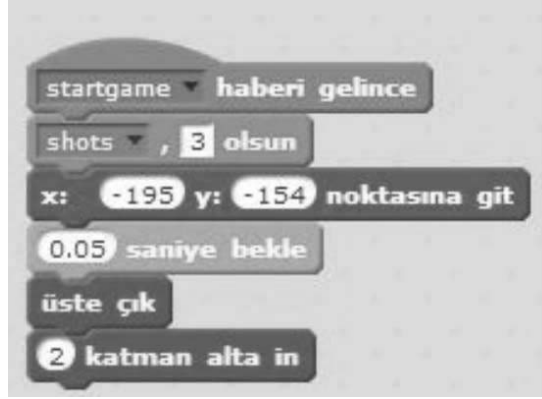 startgame haberi gelince
shots , 3 olsun
x: -195 y: -154 noktasına git
0.05 saniye bekle
üste çık
2 katman alta in